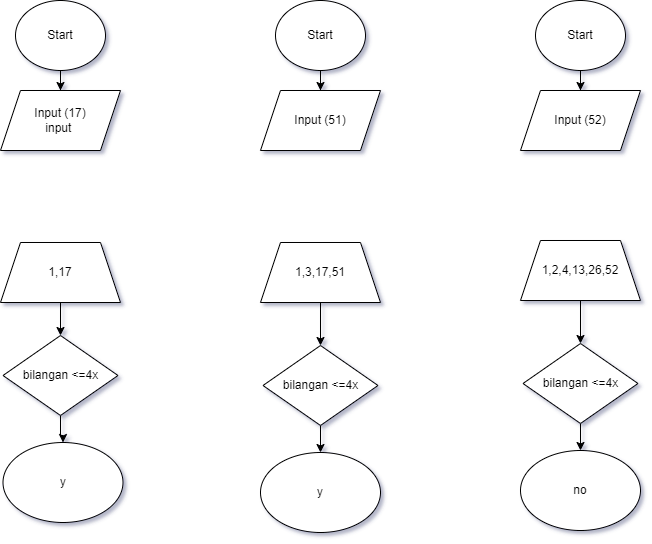 Start
Start
Start
Input (17)
input
Input (51)
Input (52)
1,17
1,3,17,51
1,2,4,13,26,52
bilangan <=4x
bilangan <=4x
bilangan <=4x
y
y
no